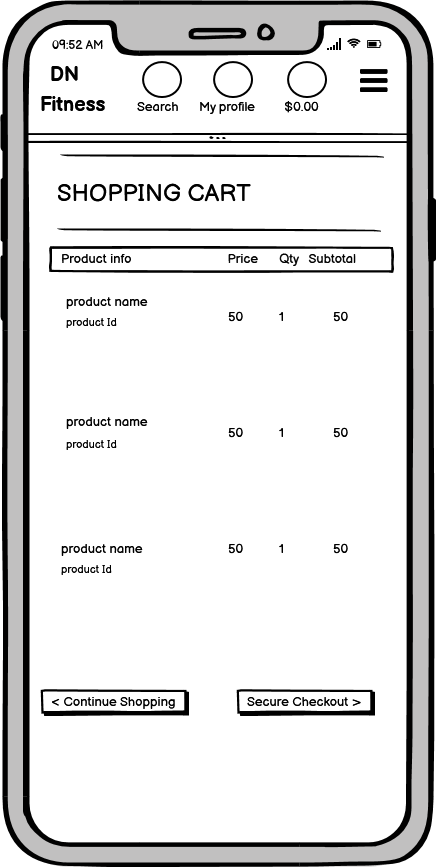 09:52 AM
DN
Fitness
Search My profile $0.00
SHOPPING CART
Product info Price Qty Subtotal
product name
product Id
50 1 50
product name
product Id
50 1 50
product name
product Id
50 1 50
< Continue Shopping Secure Checkout >